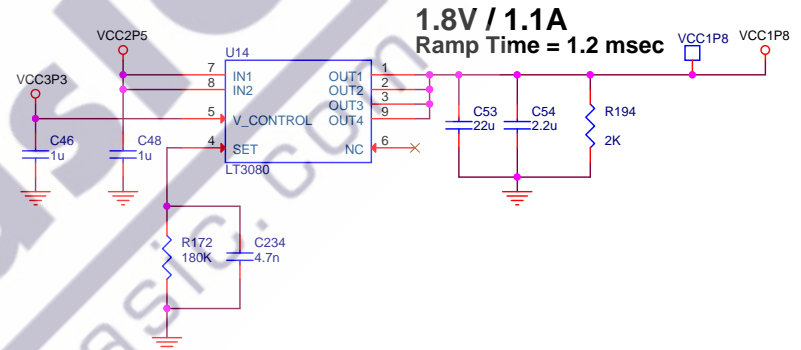 1.8V / 1.1A
Ramp Time = 1.2 msec
VCC2P5
VCC3P3
VCC1P8
VCC1P8
U14
7 IN1
8 IN2
5 V_CONTROL
4 SET
OUT1 1
OUT2 2
OUT3 3
OUT4 9
NC 6
LT3080
C46
1u
C48
1u
C53
22u
C54
2.2u
R194
2K
R172
180K
C234
4.7n
asic.com